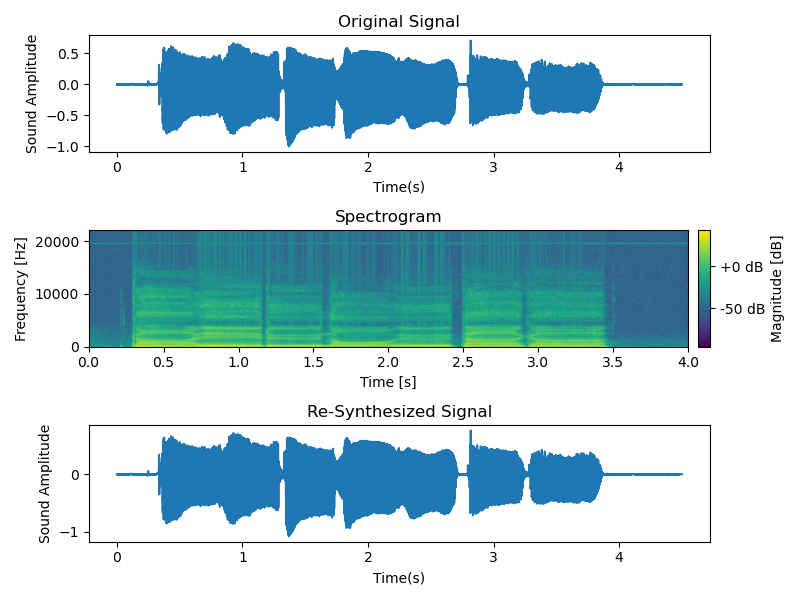 Original Signal
Sound Amplitude
0.5
0.0
−0.5
−1.0
0 1 2 3 4
Time(s)
Spectrogram
Frequency [Hz]
20000
10000
0
0.0 0.5 1.0 1.5 2.0 2.5 3.0 3.5 4.0
Time [s]
+0 dB
-50 dB
Magnitude [dB]
Re-Synthesized Signal
Sound Amplitude
0
−1
0 1 2 3 4
Time(s)